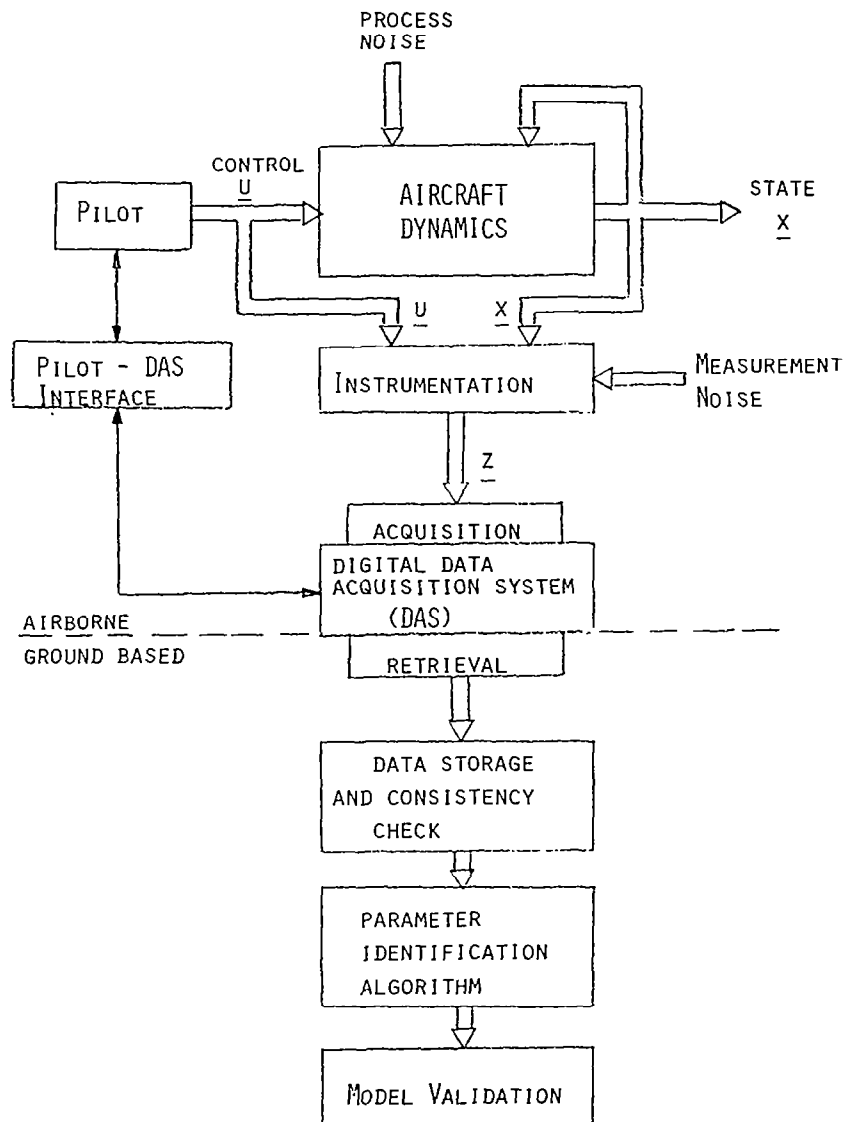 PROCESS
NOISE
CONTROL
U
PILOT
AIRCRAFT
DYNAMICS
STATE
X
U
X
PILOT - DAS
INTERFACE
INSTRUMENTATION
MEASUREMENT
NOISE
Z
ACQUISITION
DIGITAL DATA
ACQUISITION SYSTEM
(DAS)
AIRBORNE
GROUND BASED
RETRIEVAL
DATA STORAGE
AND CONSISTENCY
CHECK
PARAMETER
IDENTIFICATION
ALGORITHM
MODEL VALIDATION